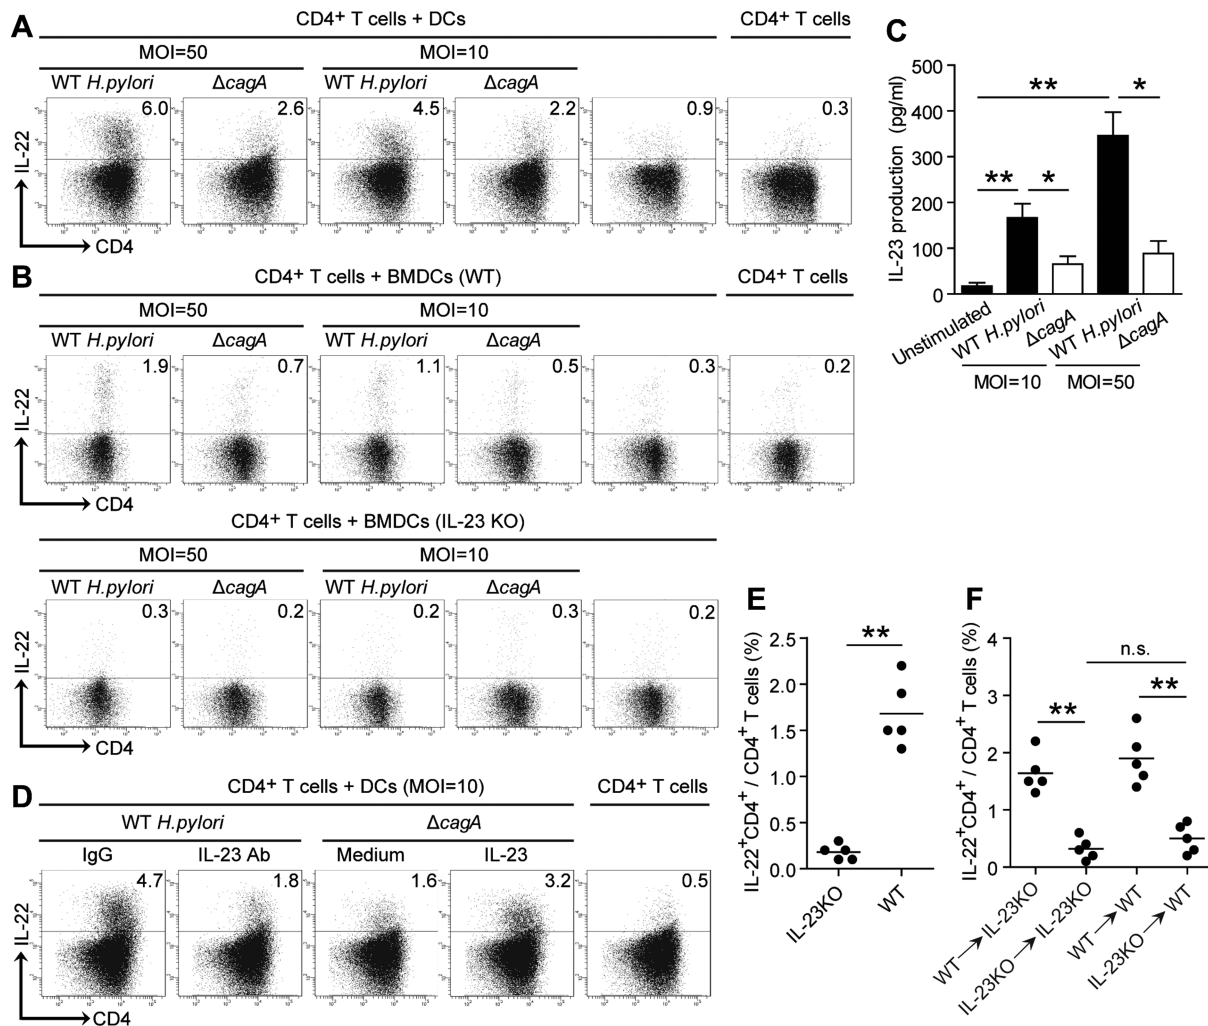 A
CD4+ T cells + DCs
CD4+ T cells
MOI=50
MOI=10
WT H.pylori
ΔcagA
WT H.pylori
ΔcagA
6.0
2.6
4.5
2.2
0.9
0.3
IL-22
CD4
B
CD4+ T cells + BMDCs (WT)
CD4+ T cells
MOI=50
MOI=10
WT H.pylori
ΔcagA
WT H.pylori
ΔcagA
1.9
0.7
1.1
0.5
0.3
0.2
IL-22
CD4
CD4+ T cells + BMDCs (IL-23 KO)
MOI=50
MOI=10
WT H.pylori
ΔcagA
WT H.pylori
ΔcagA
0.3
0.2
0.2
0.3
0.2
IL-22
CD4
C
IL-23 production (pg/ml)
500
400
300
200
100
0
**
*
**
*
Unstimulated
WT H.pylori
ΔcagA
WT H.pylori
ΔcagA
MOI=10
MOI=50
D
CD4+ T cells + DCs (MOI=10)
CD4+ T cells
WT H.pylori
ΔcagA
IgG
IL-23 Ab
Medium
IL-23
4.7
1.8
1.6
3.2
0.5
IL-22
CD4
E
IL-22+CD4+ / CD4+ T cells (%)
2.5
2.0
1.5
1.0
0.5
0.0
**
IL-23KO
WT
F
IL-22+CD4+ / CD4+ T cells (%)
4
3
2
1
0
n.s.
**
**
WT→IL-23KO
IL-23KO→IL-23KO
WT→WT
IL-23KO→WT